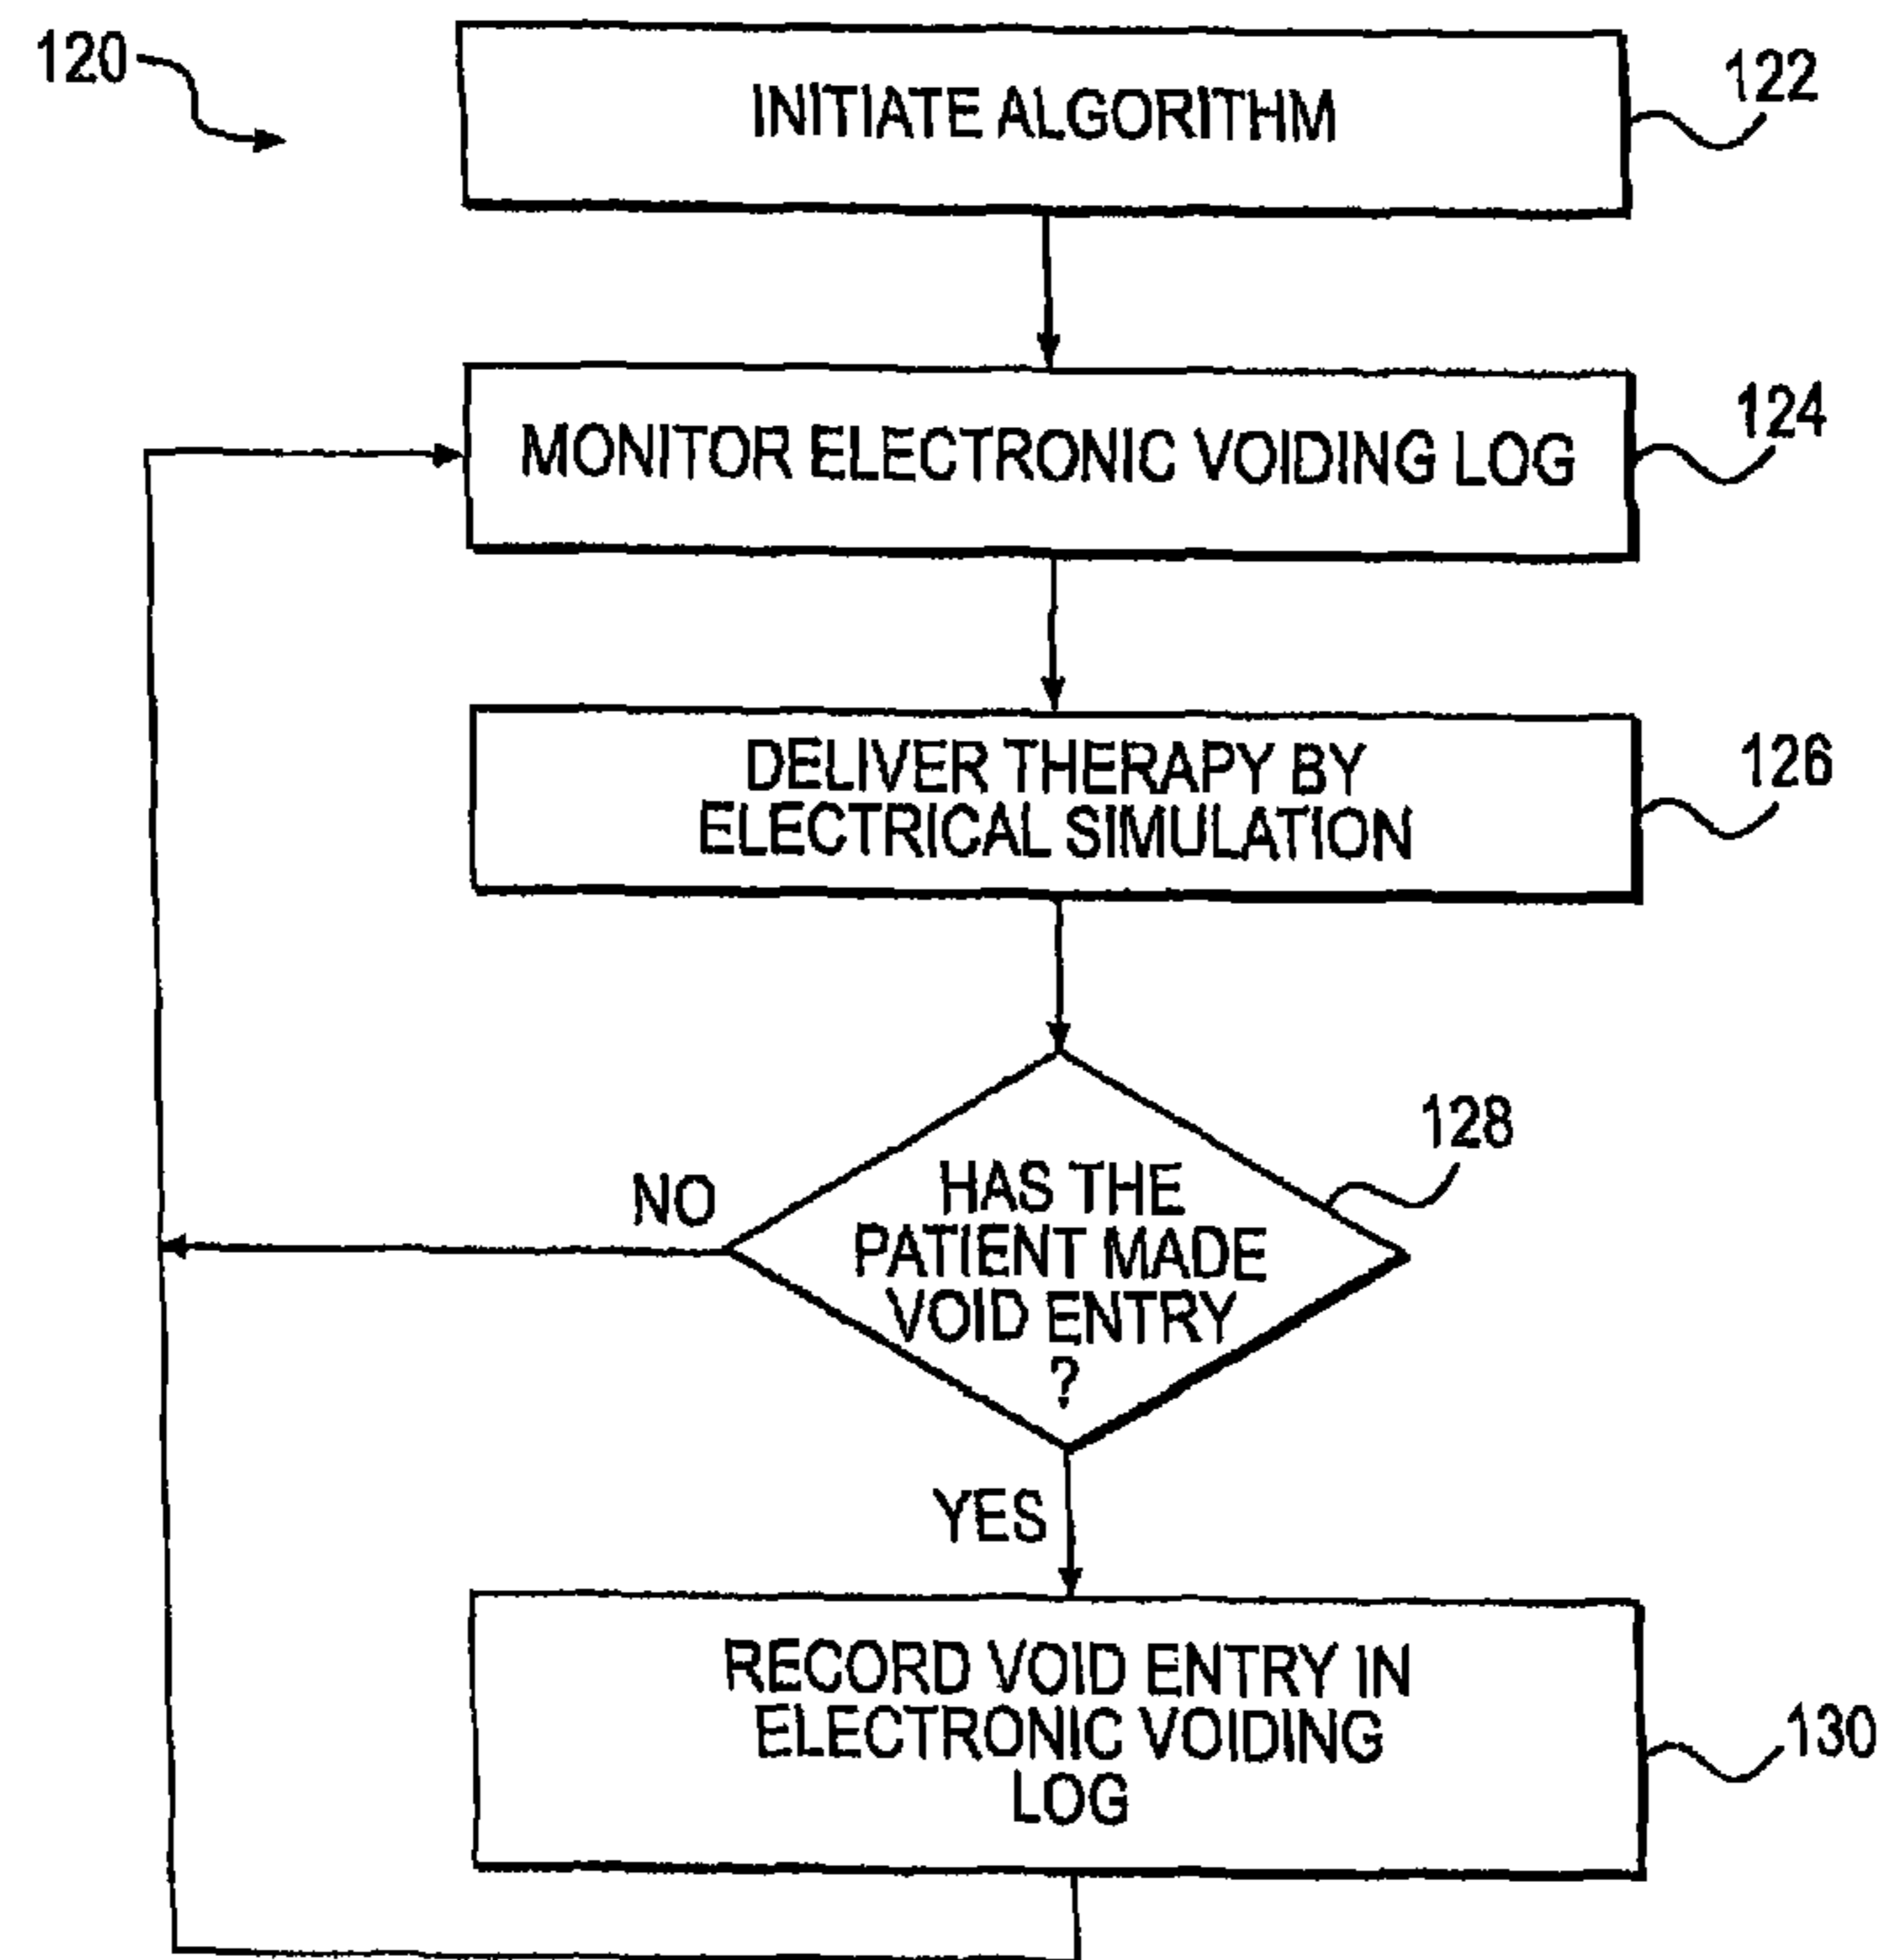 120
INITIATE ALGORITHM
122
MONITOR ELECTRONIC VOIDING LOG
124
DELIVER THERAPY BY
ELECTRICAL SIMULATION
126
HAS THE
PATIENT MADE
VOID ENTRY
?
128
NO
YES
RECORD VOID ENTRY IN
ELECTRONIC VOIDING
LOG
130